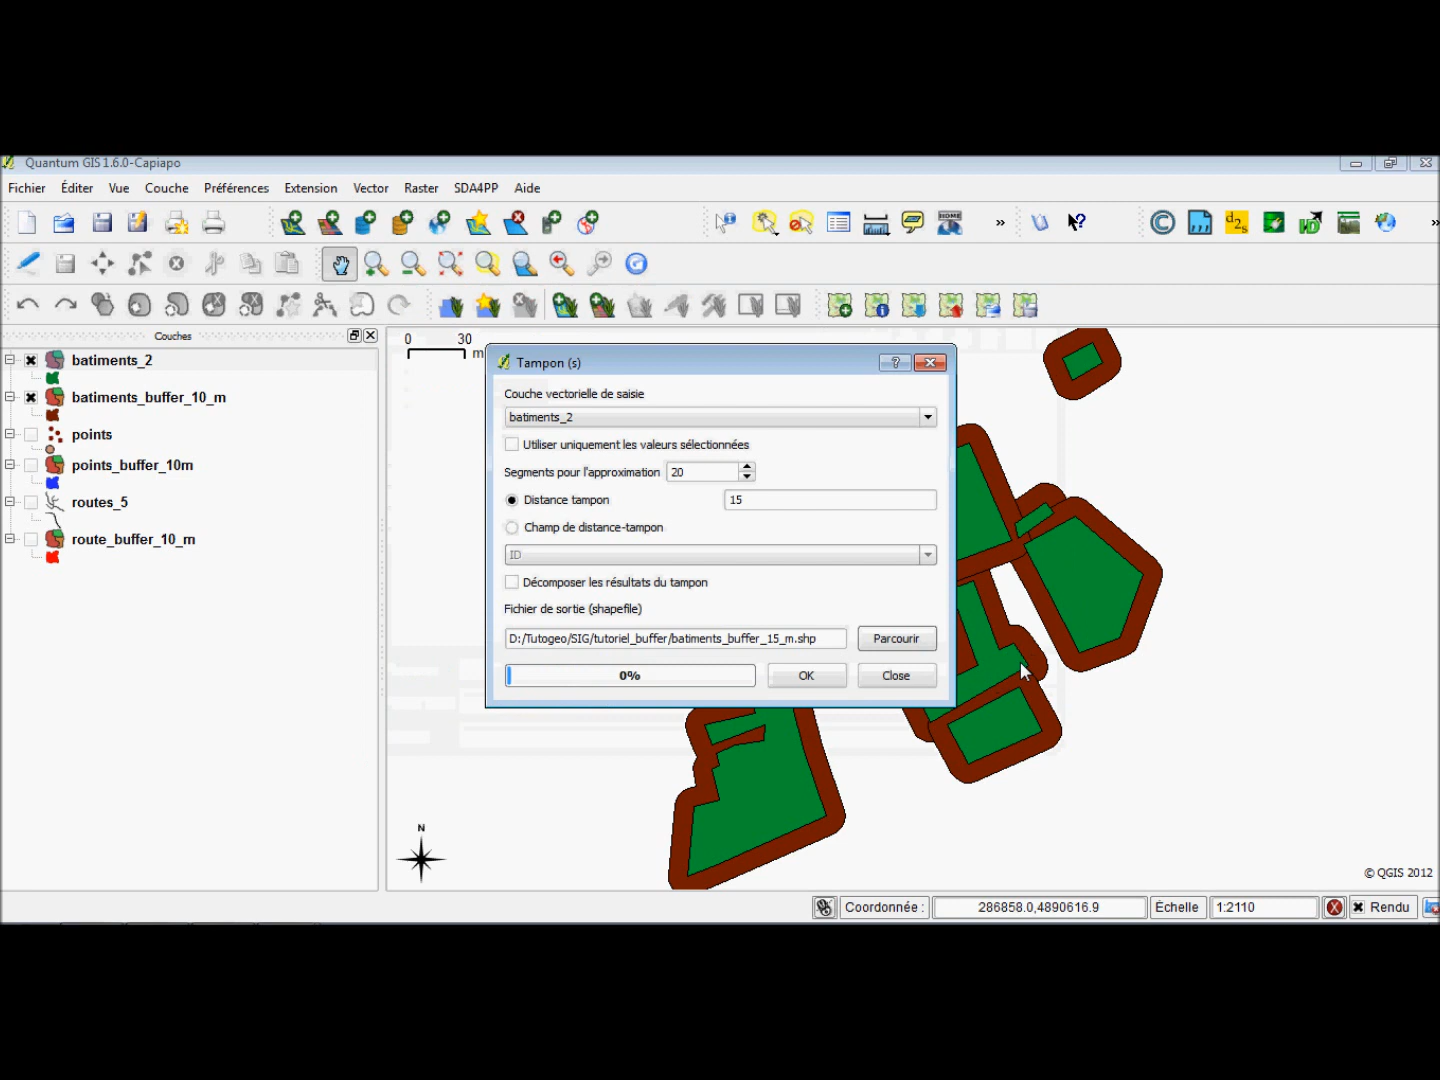 Quantum GIS 1.6.0-Capiapo
Fichier Éditer Vue Couche Préférences Extension Vector Raster SDA4PP Aide
HOME
»
»
Couches
batiments_2
batiments_buffer_10_m
points
points_buffer_10m
routes_5
route_buffer_10_m
0 30
m
Tampon (s)
Couche vectorielle de saisie
batiments_2
Utiliser uniquement les valeurs sélectionnées
Segments pour l'approximation 20
Distance tampon 15
Champ de distance-tampon
ID
Décomposer les résultats du tampon
Fichier de sortie (shapefile)
D:/Tutogeo/SIG/tutoriel_buffer/batiments_buffer_15_m.shp Parcourir
0% OK Close
N
© QGIS 2012
Coordonnée : 286858.0,4890616.9 Echelle 1:2110 Rendu